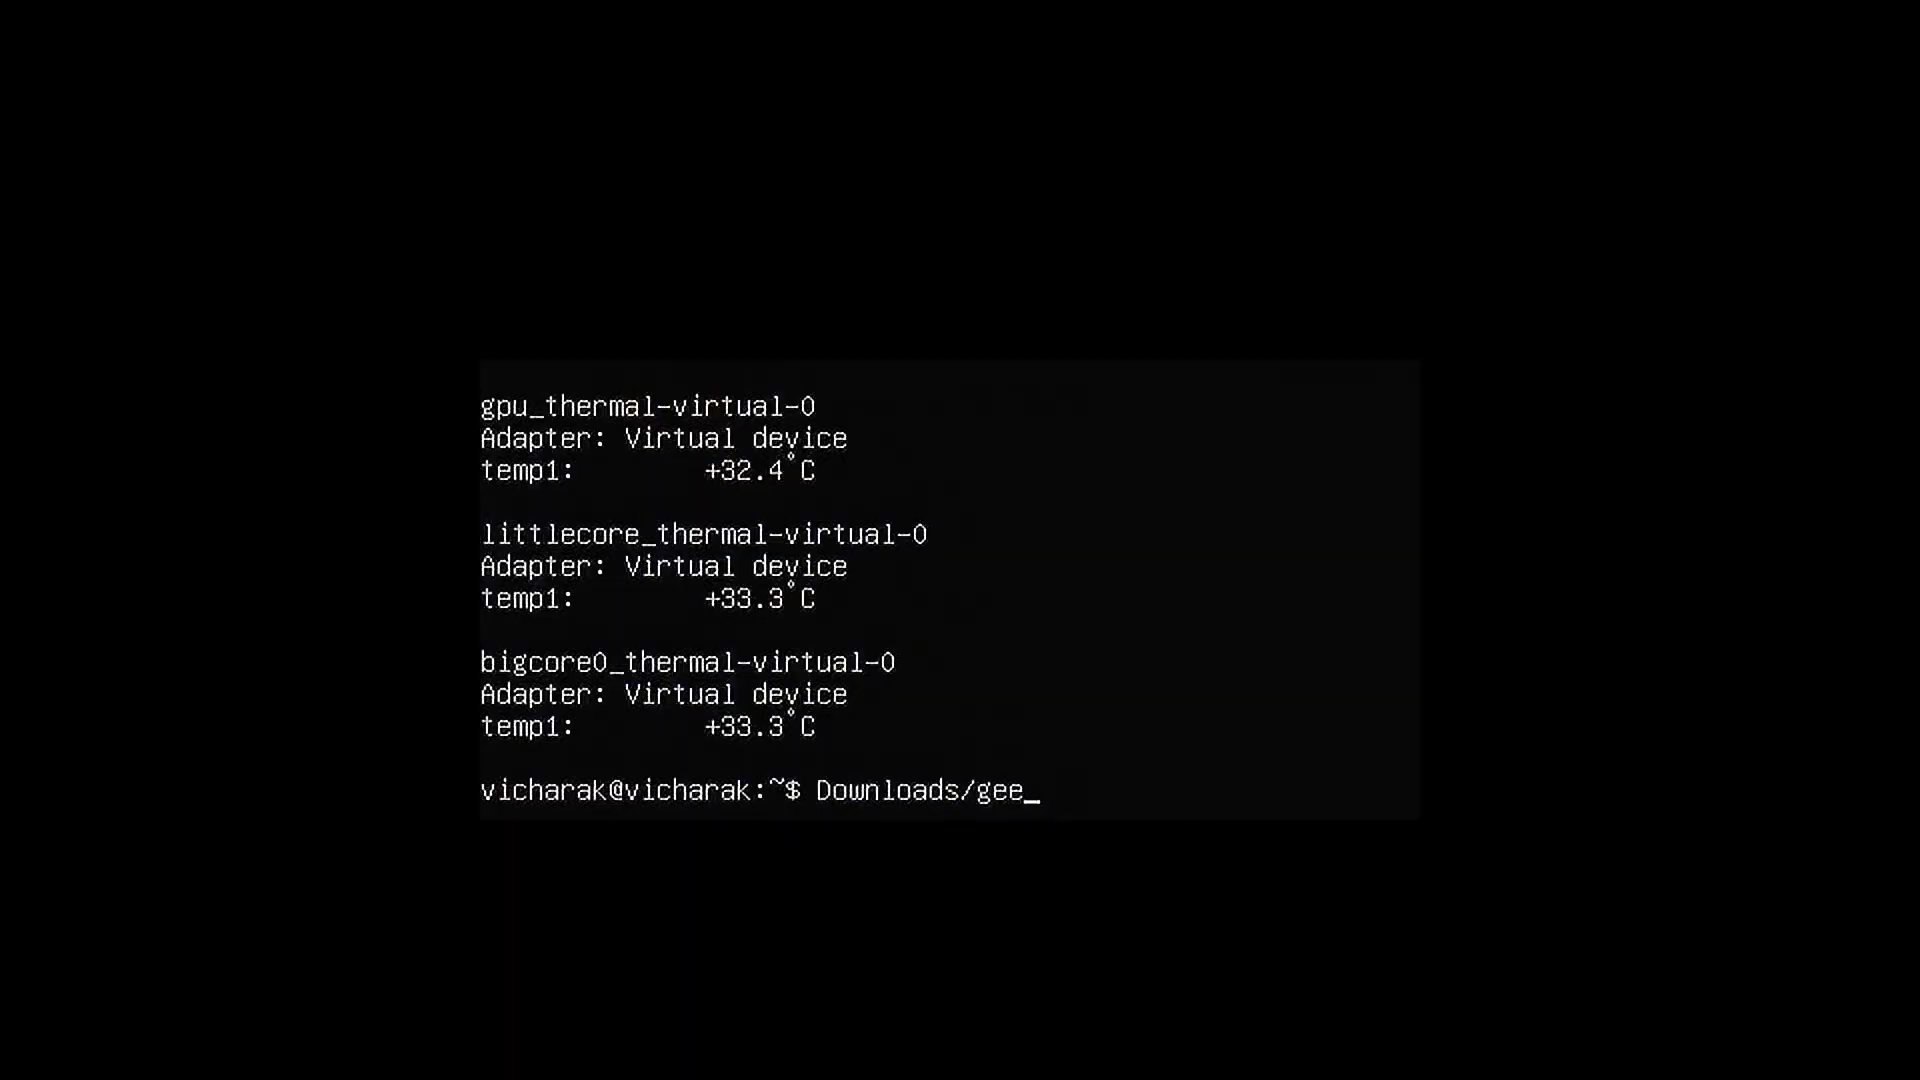 gpu_thermal-virtual-0
Adapter: Virtual device
temp1:        +32.4°C
littlecore_thermal-virtual-0
Adapter: Virtual device
temp1:        +33.3°C
bigcore0_thermal-virtual-0
Adapter: Virtual device
temp1:        +33.3°C
vicharak@vicharak:~$ Downloads/gee_